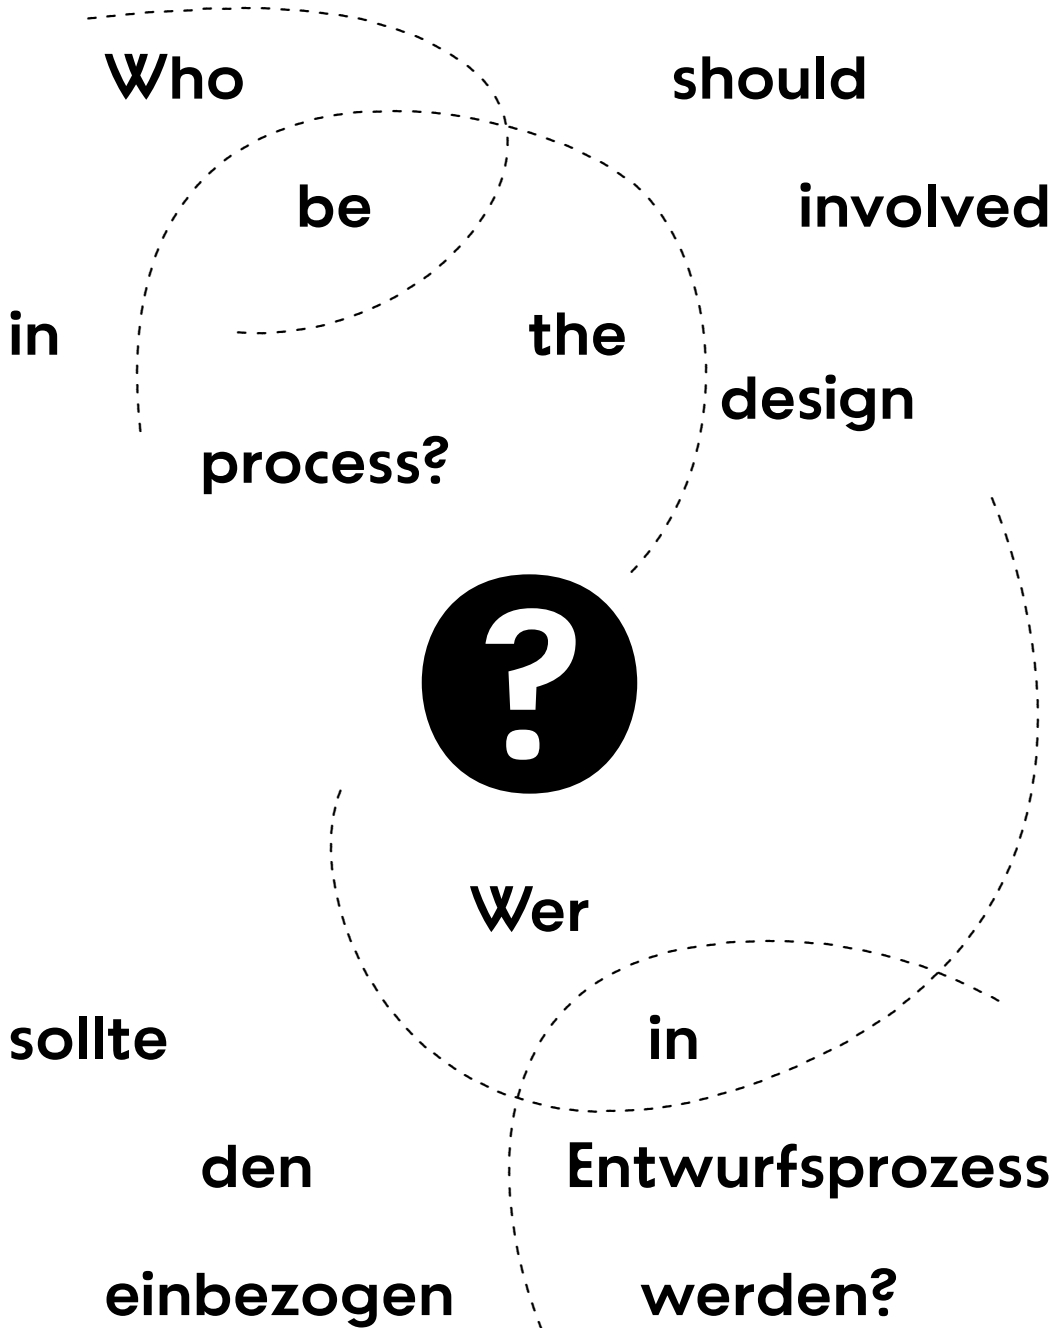 Who should
be involved
in the
design
process?
?
Wer
sollte in
den Entwurfsprozess
einbezogen werden?